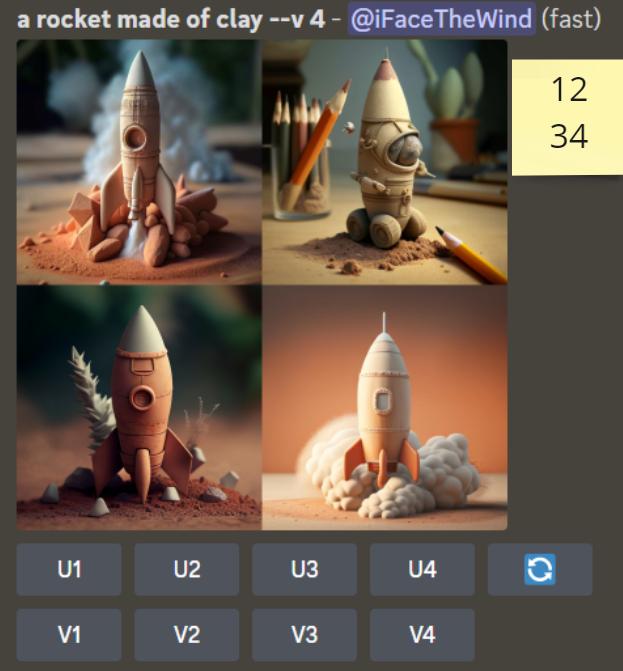 a rocket made of clay --v 4 - @iFaceTheWind (fast)
12
34
U1 U2 U3 U4
V1 V2 V3 V4